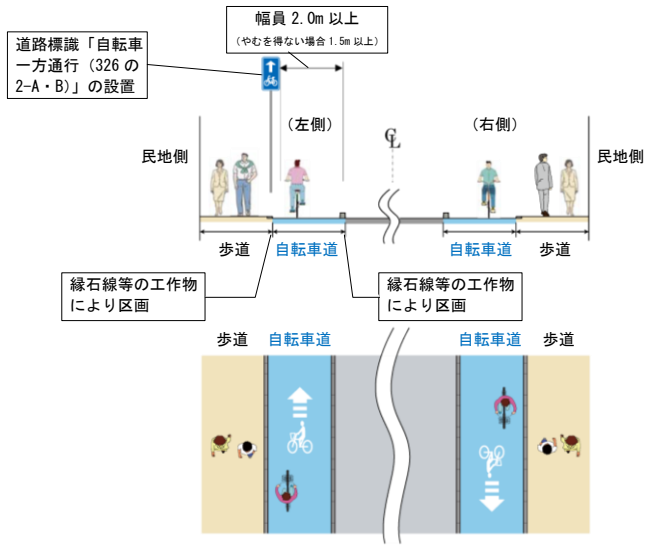 幅員 2.0m 以上
(やむを得ない場合 1.5m 以上)
道路標識「自転車
一方通行（326 の
2-A・B）」の設置
（左側）
（右側）
民地側
民地側
歩道
自転車道
自転車道
歩道
縁石線等の工作物
により区画
縁石線等の工作物
により区画
歩道
自転車道
自転車道
歩道